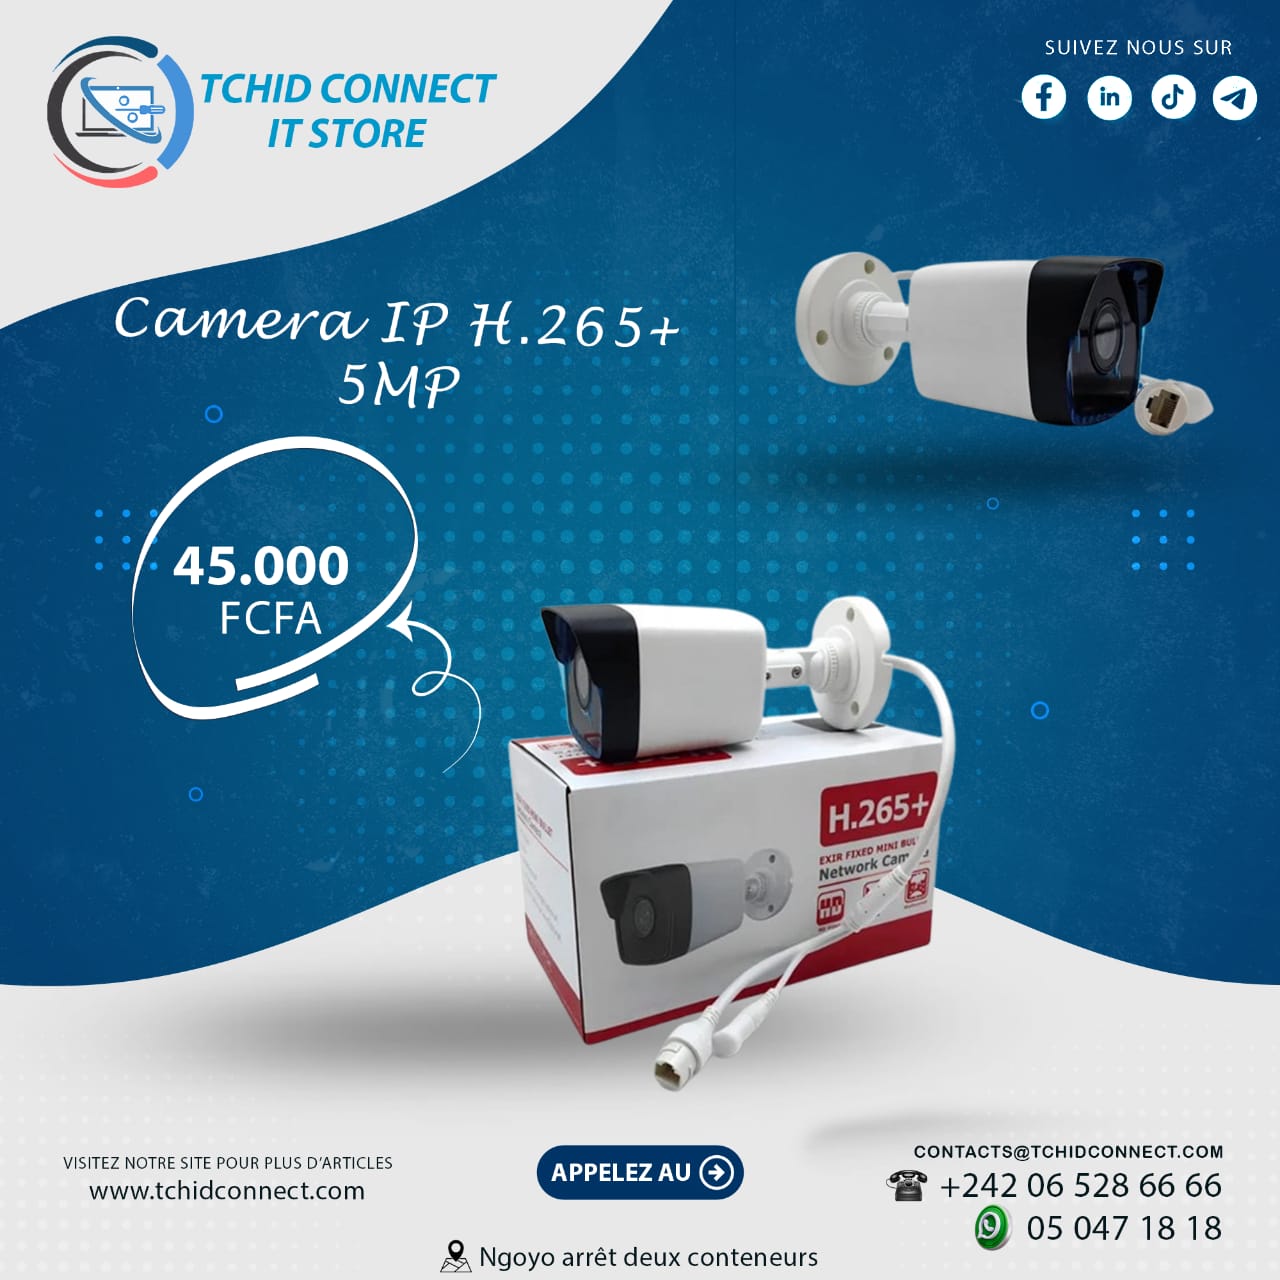 TCHID CONNECT
IT STORE
SUIVEZ NOUS SUR
Camera IP H.265+
5MP
45.000
FCFA
H.265+
EXIR FIXED MINI
Network
HD
VISITEZ NOTRE SITE POUR PLUS D'ARTICLES
www.tchidconnect.com
APPELEZ AU
CONTACTS@TCHIDCONNECT.COM
+242 06 528 66 66
05 047 18 18
Ngoyo arrêt deux conteneurs